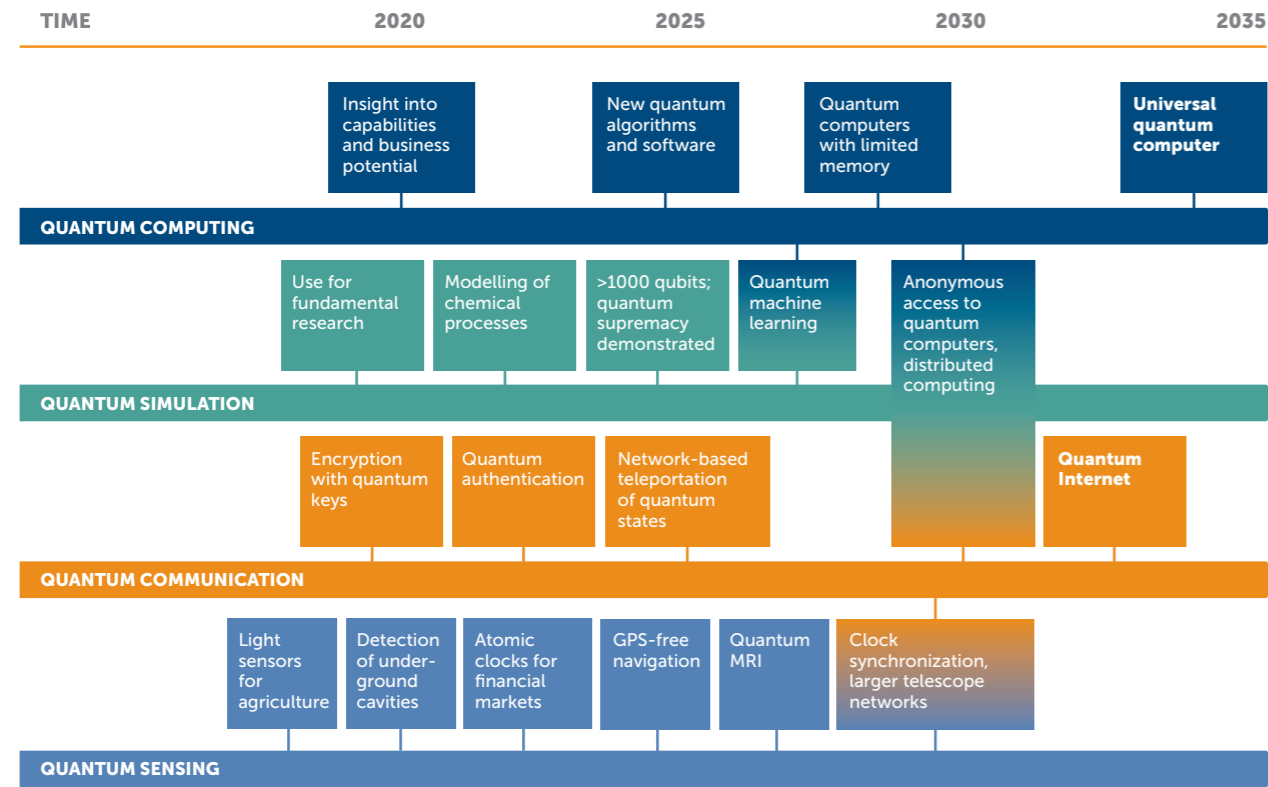 TIME 2020 2025 2030 2035
Insight into
capabilities
and business
potential
New quantum
algorithms
and software
Quantum
computers
with limited
memory
Universal
quantum
computer
QUANTUM COMPUTING
Use for
fundamental
research
Modelling of
chemical
processes
>1000 qubits;
quantum
supremacy
demonstrated
Quantum
machine
learning
Anonymous
access to
quantum
computers,
distributed
computing
QUANTUM SIMULATION
Encryption
with quantum
keys
Quantum
authentication
Network-based
teleportation
of quantum
states
Quantum
Internet
QUANTUM COMMUNICATION
Light
sensors
for
agriculture
Detection
of under-
ground
cavities
Atomic
clocks for
financial
markets
GPS-free
navigation
Quantum
MRI
Clock
synchronization,
larger telescope
networks
QUANTUM SENSING